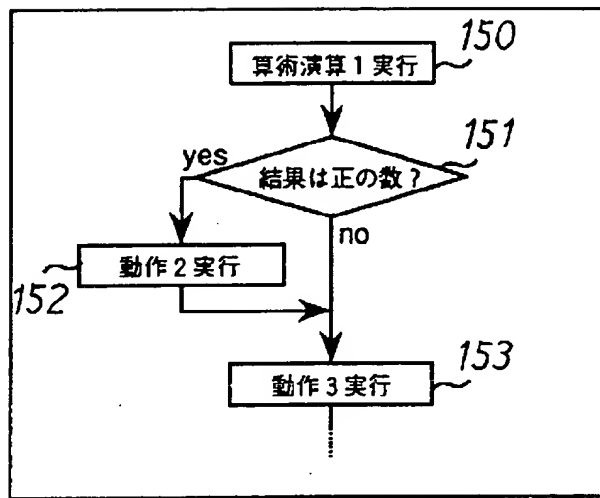 150
算術演算1実行
151
yes
結果は正の数?
no
動作2実行
152
153
動作3実行